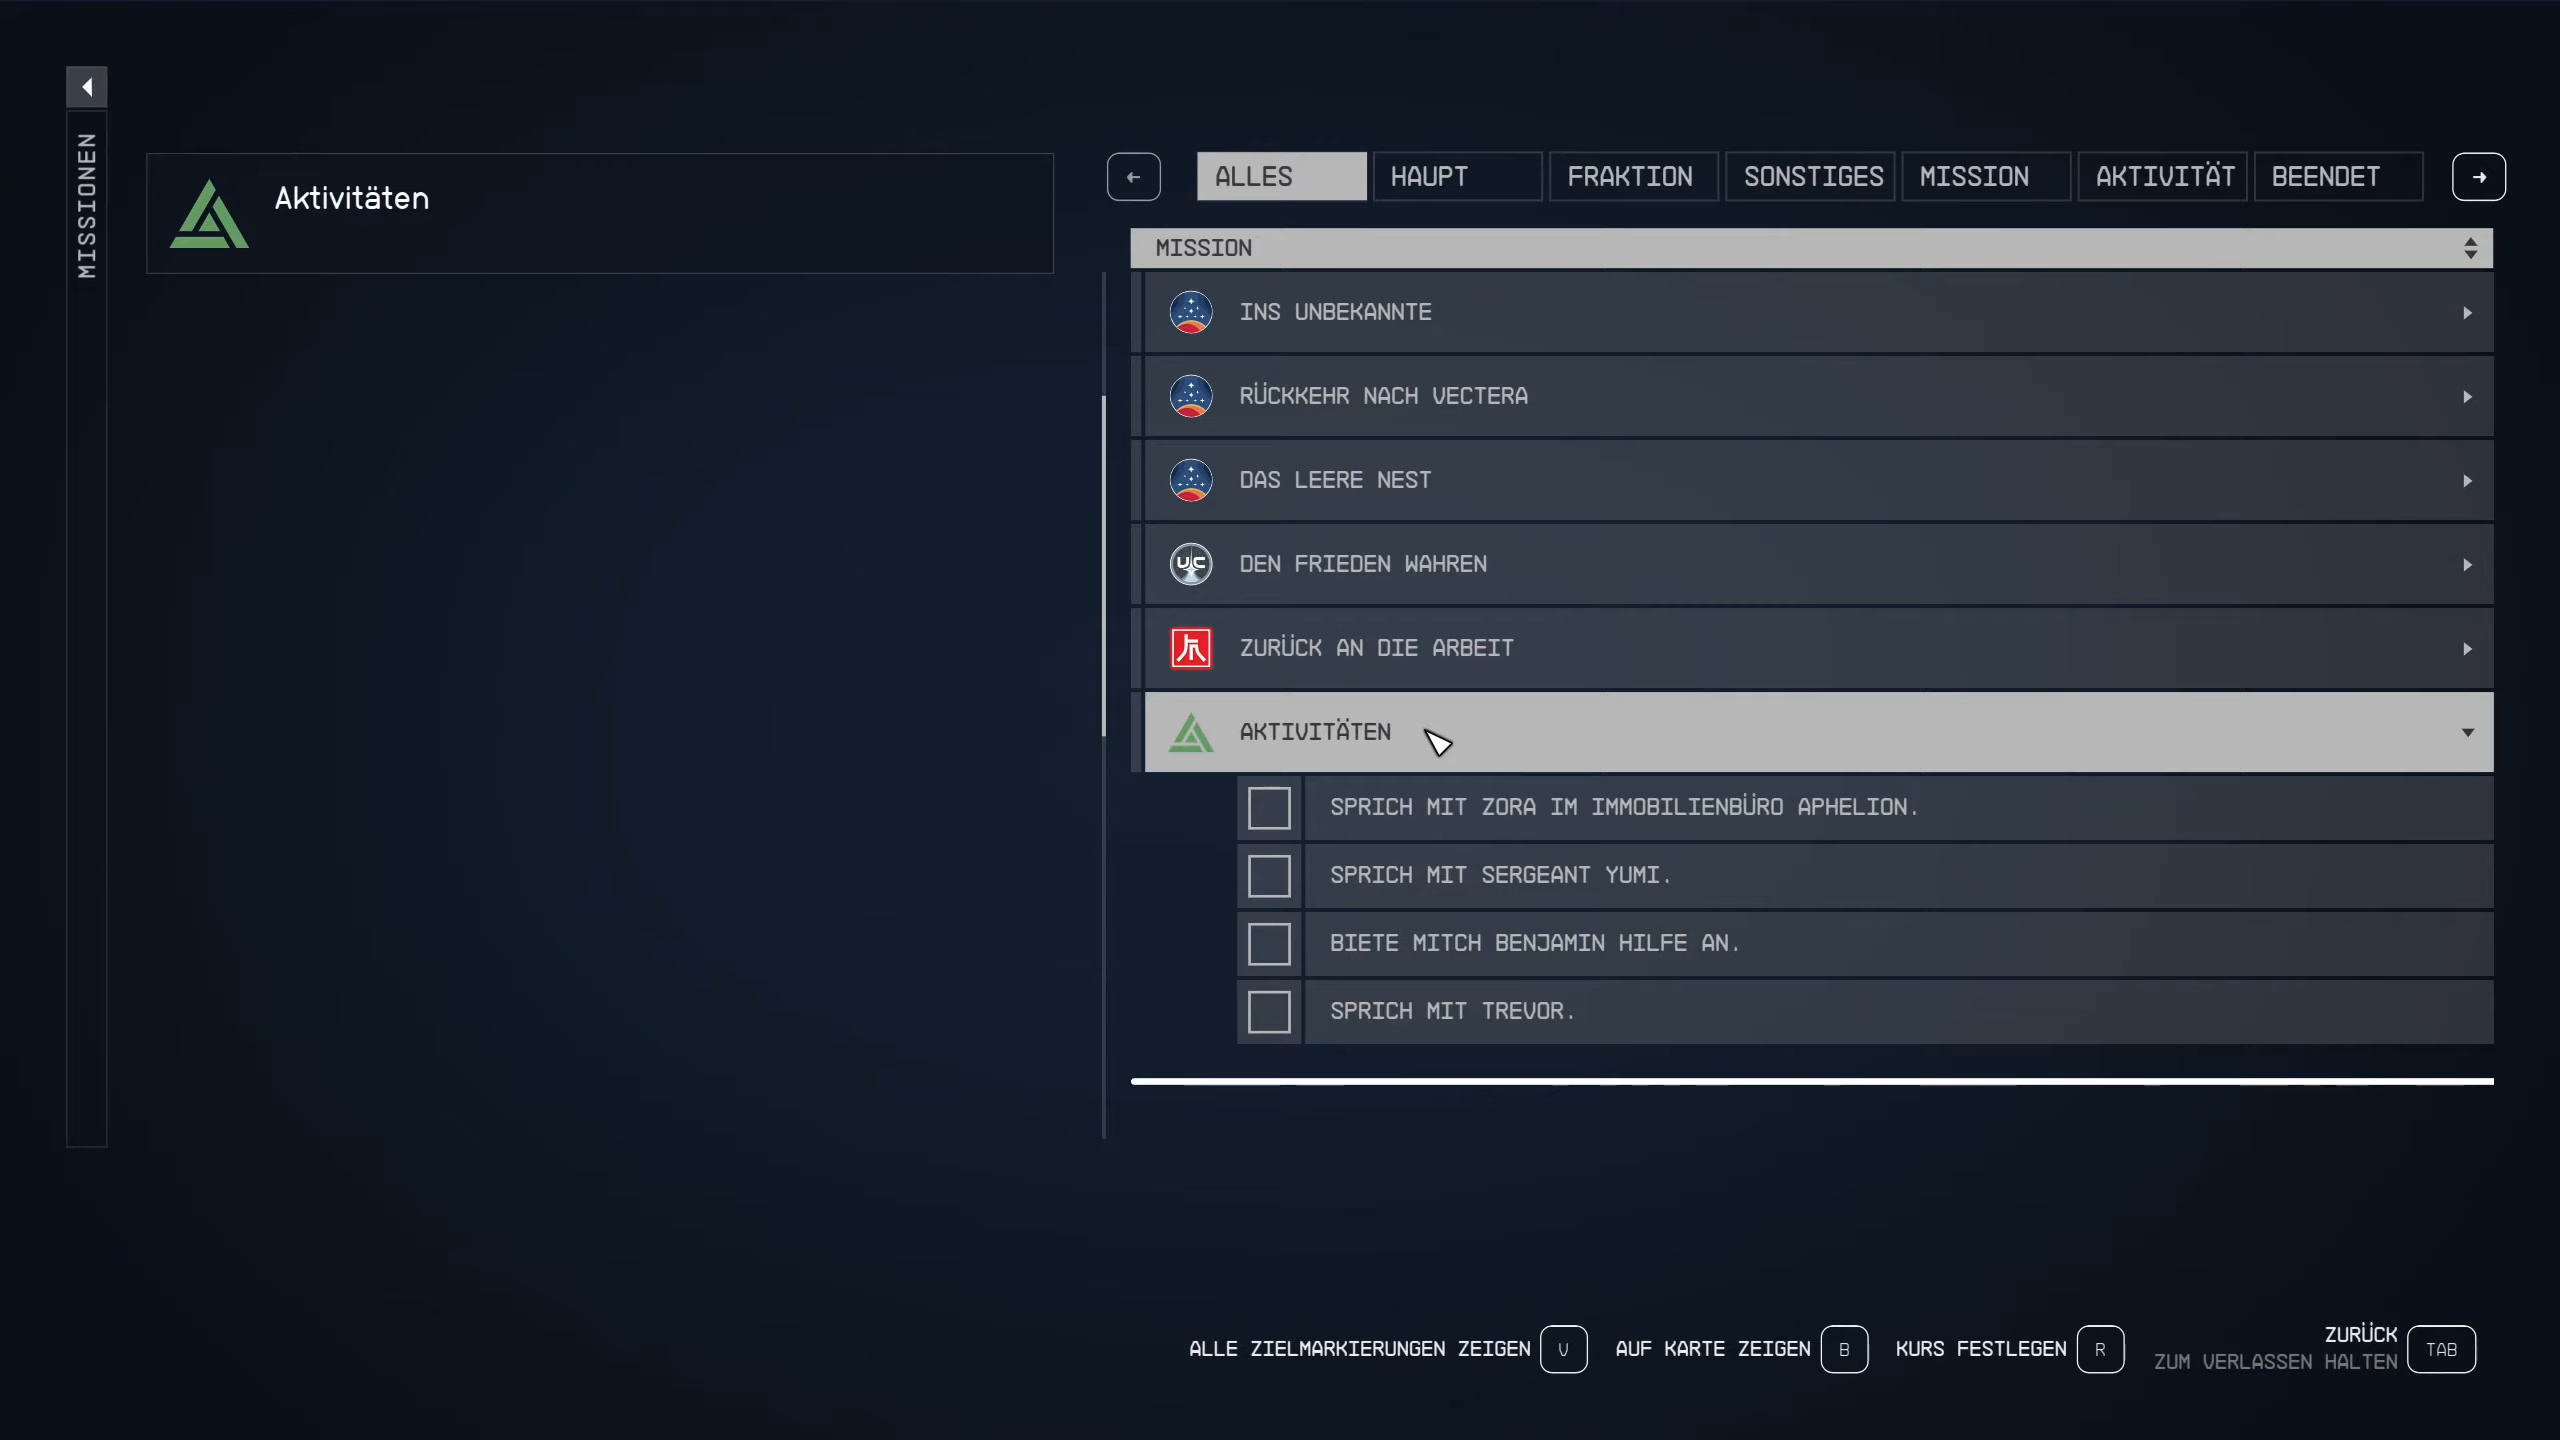 MISSIONEN
Aktivitäten
ALLES HAUPT FRAKTION SONSTIGES MISSION AKTIVITÄT BEENDET
MISSION
INS UNBEKANNTE
RÜCKKEHR NACH VECTERA
DAS LEERE NEST
UC DEN FRIEDEN WAHREN
ZURÜCK AN DIE ARBEIT
AKTIVITÄTEN
SPRICH MIT ZORA IM IMMOBILIENBÜRO APHELION.
SPRICH MIT SERGEANT YUMI.
BIETE MITCH BENJAMIN HILFE AN.
SPRICH MIT TREVOR.
ALLE ZIELMARKIERUNGEN ZEIGEN V AUF KARTE ZEIGEN B KURS FESTLEGEN R ZURÜCK TAB
ZUM VERLASSEN HALTEN